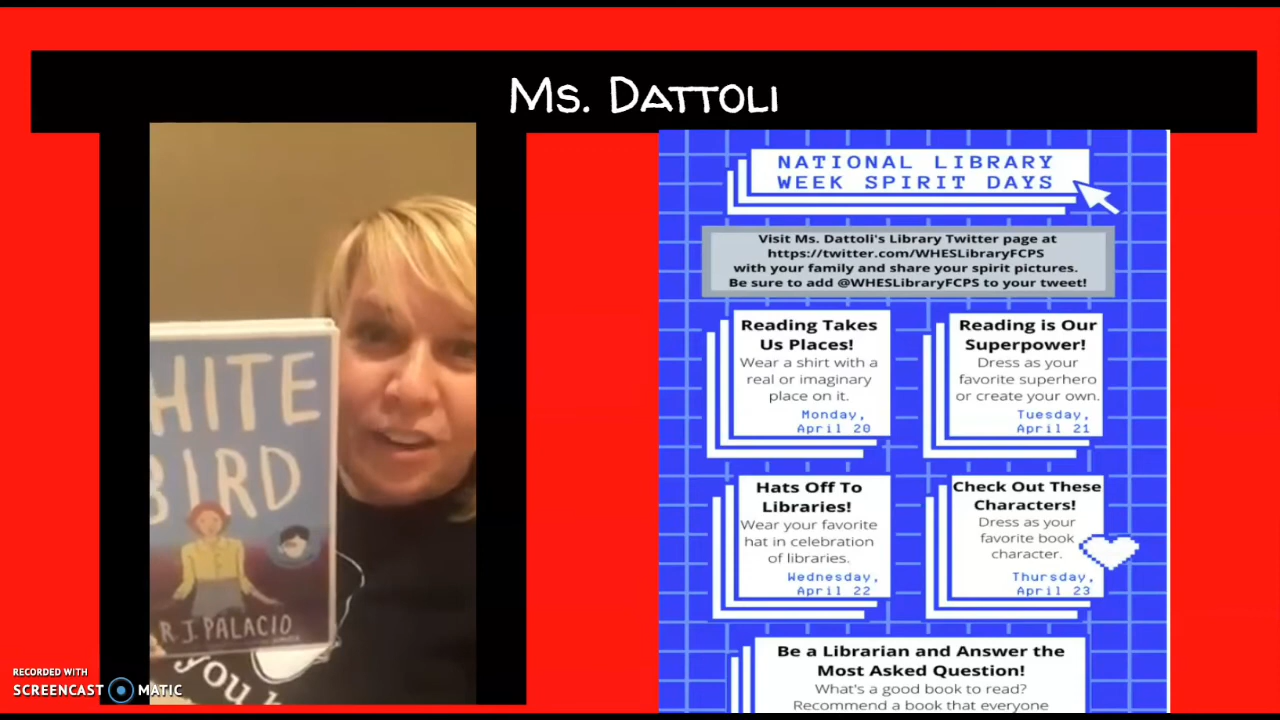 Ms. Dattoli
HITE
BIRD
R.J. PALACIO
you
RECORDED WITH
SCREENCAST MATIC
NATIONAL LIBRARY
WEEK SPIRIT DAYS
Visit Ms. Dattoli's Library Twitter page at
https://twitter.com/WHESLibraryFCPS
with your family and share your spirit pictures.
Be sure to add @WHESLibraryFCPS to your tweet!
Reading Takes
Us Places!
Wear a shirt with a
real or imaginary
place on it.
Monday,
April 20
Reading is Our
Superpower!
Dress as your
favorite superhero
or create your own.
Tuesday,
April 21
Hats Off To
Libraries!
Wear your favorite
hat in celebration
of libraries.
Wednesday,
April 22
Check Out These
Characters!
Dress as your
favorite book
character.
Thursday,
April 23
Be a Librarian and Answer the
Most Asked Question!
What's a good book to read?
Recommend a book that everyone